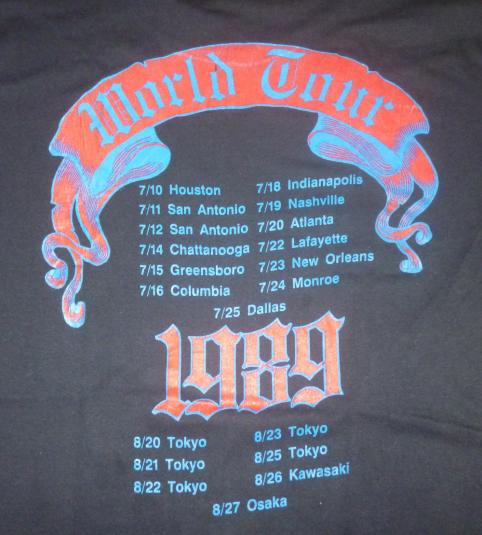 World Tour
7/10 Houston
7/11 San Antonio
7/12 San Antonio
7/14 Chattanooga
7/15 Greensboro
7/16 Columbia
7/18 Indianapolis
7/19 Nashville
7/20 Atlanta
7/22 Lafayette
7/23 New Orleans
7/24 Monroe
7/25 Dallas
1989
8/20 Tokyo
8/21 Tokyo
8/22 Tokyo
8/23 Tokyo
8/25 Tokyo
8/26 Kawasaki
8/27 Osaka